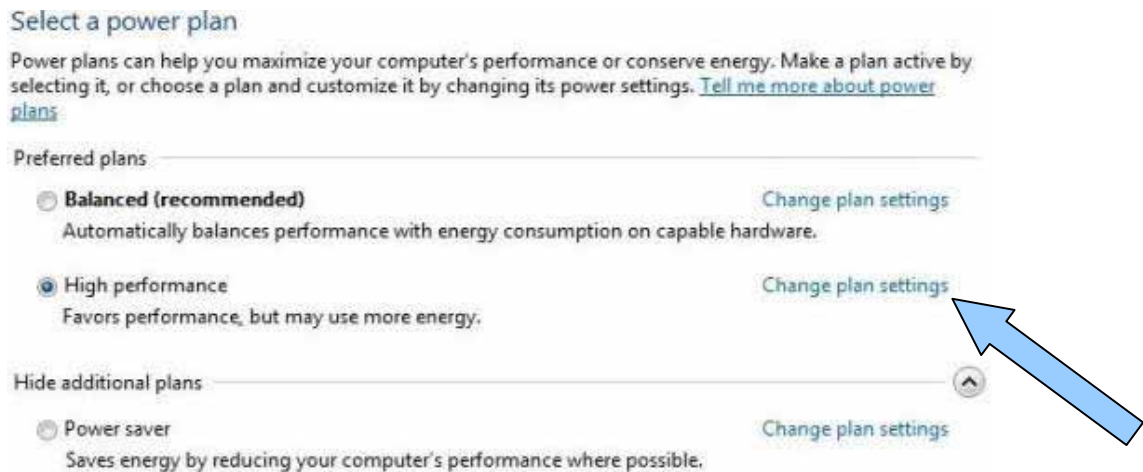 Select a power plan
Power plans can help you maximize your computer's performance or conserve energy. Make a plan active by
selecting it, or choose a plan and customize it by changing its power settings. Tell me more about power
plans
Preferred plans
Balanced (recommended) Change plan settings
Automatically balances performance with energy consumption on capable hardware.
High performance Change plan settings
Favors performance, but may use more energy.
Hide additional plans
Power saver Change plan settings
Saves energy by reducing your computer's performance where possible.